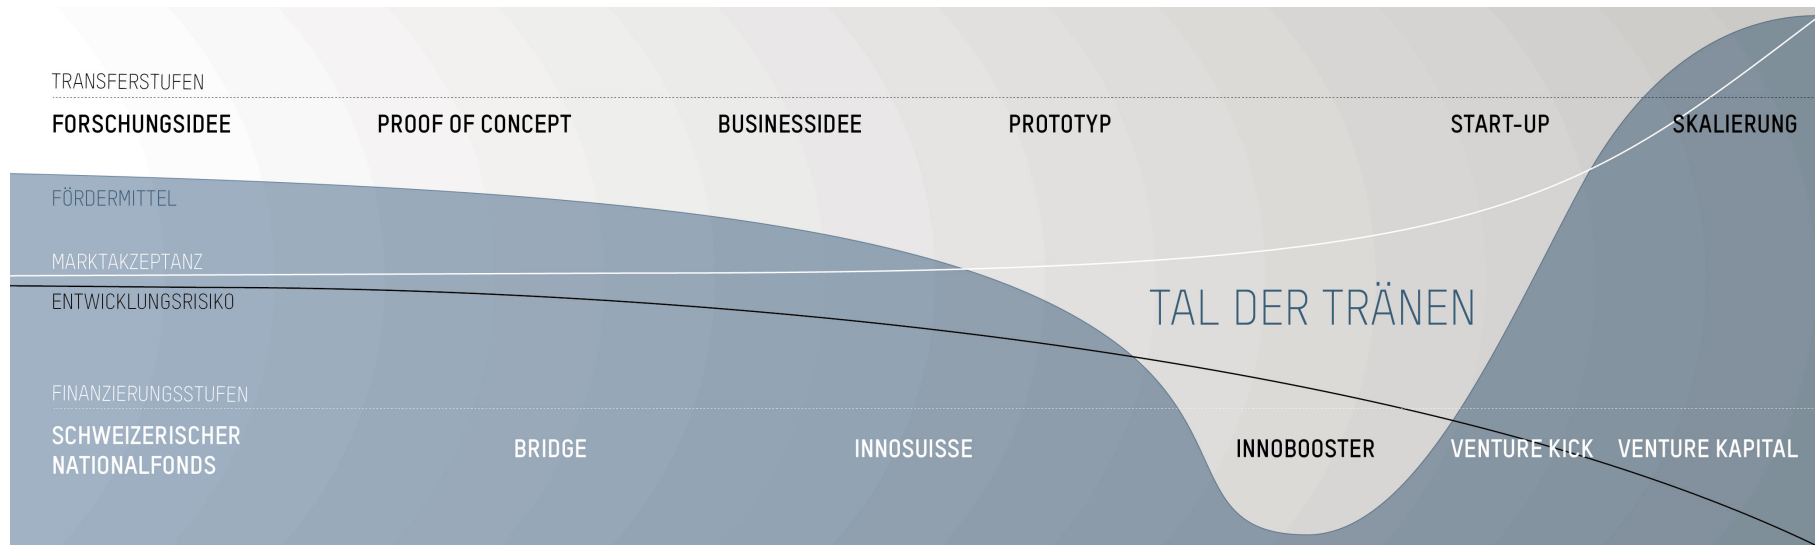 TRANSFERSTUFEN
FORSCHUNGSIDEE PROOF OF CONCEPT BUSINESSIDEE PROTOTYP START-UP SKALIERUNG
FÖRDERMITTEL
MARKTAKZEPTANZ
ENTWICKLUNGSRISIKO
TAL DER TRÄNEN
FINANZIERUNGSSTUFEN
SCHWEIZERISCHER
NATIONALFONDS
BRIDGE INNOSUISSE INNOBOOSTER VENTURE KICK VENTURE KAPITAL